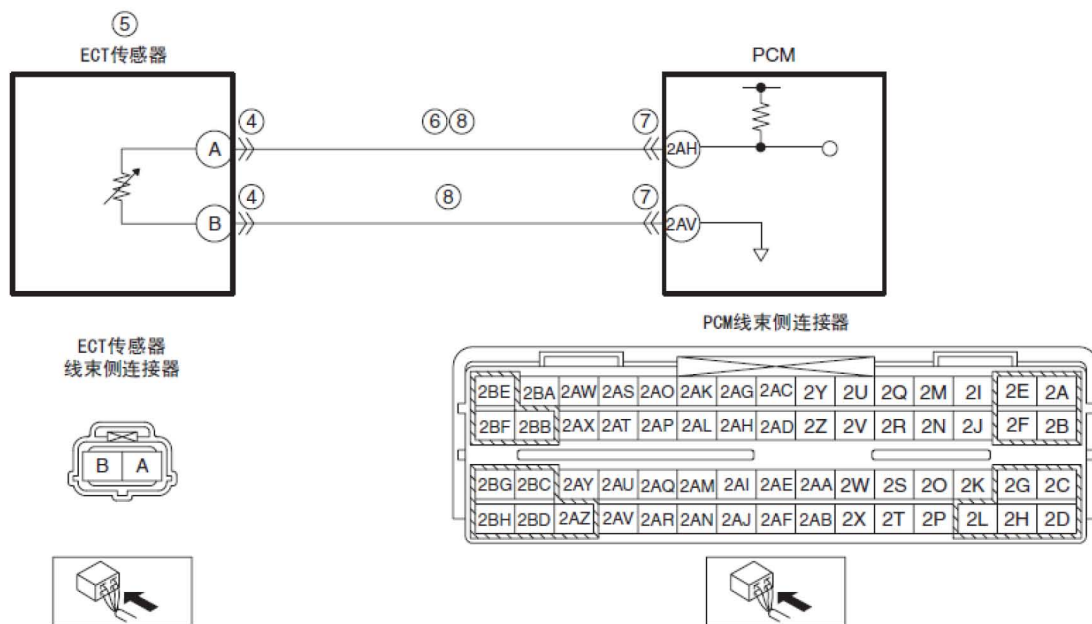 ⑤
ECT传感器
PCM
④ ⑥⑧ ⑦
A 2AH
④ ⑧ ⑦
B 2AV
ECT传感器
线束侧连接器
B A
PCM线束侧连接器
2BE 2BA 2AW 2AS 2AO 2AK 2AG 2AC 2Y 2U 2Q 2M 2I 2E 2A
2BF 2BB 2AX 2AT 2AP 2AL 2AH 2AD 2Z 2V 2R 2N 2J 2F 2B
2BG 2BC 2AY 2AU 2AQ 2AM 2AI 2AE 2AA 2W 2S 2O 2K 2G 2C
2BH 2BD 2AZ 2AV 2AR 2AN 2AJ 2AF 2AB 2X 2T 2P 2L 2H 2D